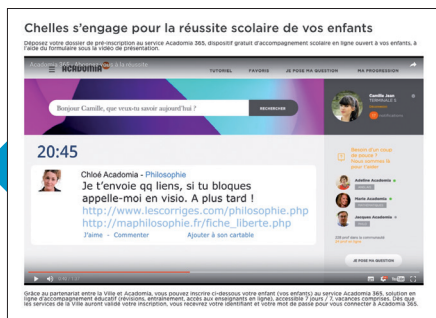 Chelles s'engage pour la réussite scolaire de vos enfants
Déposez votre dossier de pré-inscription au service Acadomia 365, dispositif gratuit d'accompagnement scolaire en ligne ouvert à vos enfants, à
l'aide du formulaire sous la vidéo de présentation.
ACADOMIA
TUTORIEL FAVORIS JE POSE MA QUESTION MA PROGRESSION
Bonjour Camille, que veux-tu savoir aujourd'hui ?
RECHERCHER
Camille Jean
TERMINALE S
notifications
20:45
Chloé Acadomia - Philosophie
Je t'envoie qq liens, si tu bloques
appelle-moi en visio. A plus tard !
http://www.lescorriges.com/philosophie.php
http://maphilosophie.fr/fiche_liberte.php
J'aime - Commenter Ajouter à son cartable
Besoin d'un coup
de pouce ?
Nous sommes là
pour t'aider
Adeline Acadomia
Marie Acadomia
Jacques Acadomia
JE POSE MA QUESTION
YouTube
Grâce au partenariat entre la Ville et Acadomia, vous pouvez inscrire ci-dessous votre enfant (vos enfants) au service Acadomia 365, solution en
ligne d'accompagnement éducatif (révisions, entraînement, accès aux enseignants en ligne), accessible 7 jours / 7, vacances comprises. Dès que
les services de la Ville auront validé votre inscription, vous recevrez votre identifiant et votre mot de passe pour vous connecter à Acadomia 365.